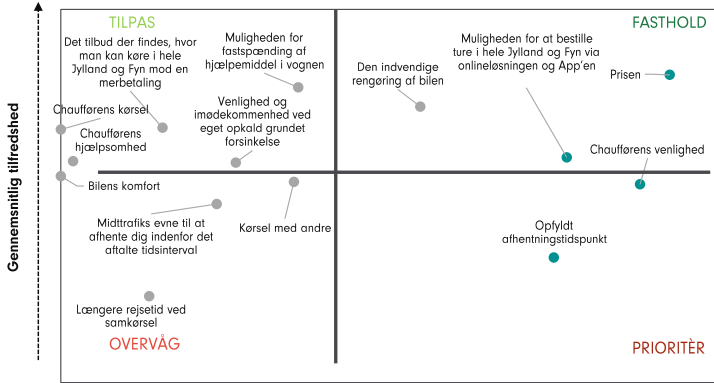 TILPAS
FASTHOLD
Det tilbud der findes, hvor
man kan køre i hele
Jylland og Fyn mod en
merbetaling
Muligheden for
fastspænding af
hjælpemiddel i vognen
Den indvendige
rengøring af bilen
Muligheden for at bestille
ture i hele Jylland og Fyn via
onlineløsningen og App'en
Prisen
Chaufførens kørsel
Chaufførens
hjælpsomhed
Venlighed og
imødekommenhed ved
eget opkald grundet
forsinkelse
Chaufførens venlighed
Bilens komfort
Midttrafiks evne til at
afhente dig indenfor det
aftalte tidsinterval
Kørsel med andre
Opfyldt
afhentningstidspunkt
Længere rejsetid ved
samkørsel
OVERVÅG
PRIORITÈR
Gennemsnitlig tilfredshed